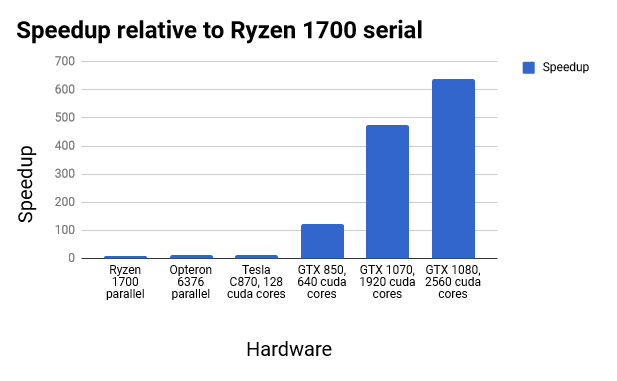 Speedup relative to Ryzen 1700 serial
700
600
500
400
300
200
100
0
Speedup
Speedup
Ryzen
1700
parallel
Opteron
6376
parallel
Tesla
C870, 128
cuda cores
GTX 850,
640 cuda
cores
GTX 1070,
1920 cuda
cores
GTX 1080,
2560 cuda
cores
Hardware